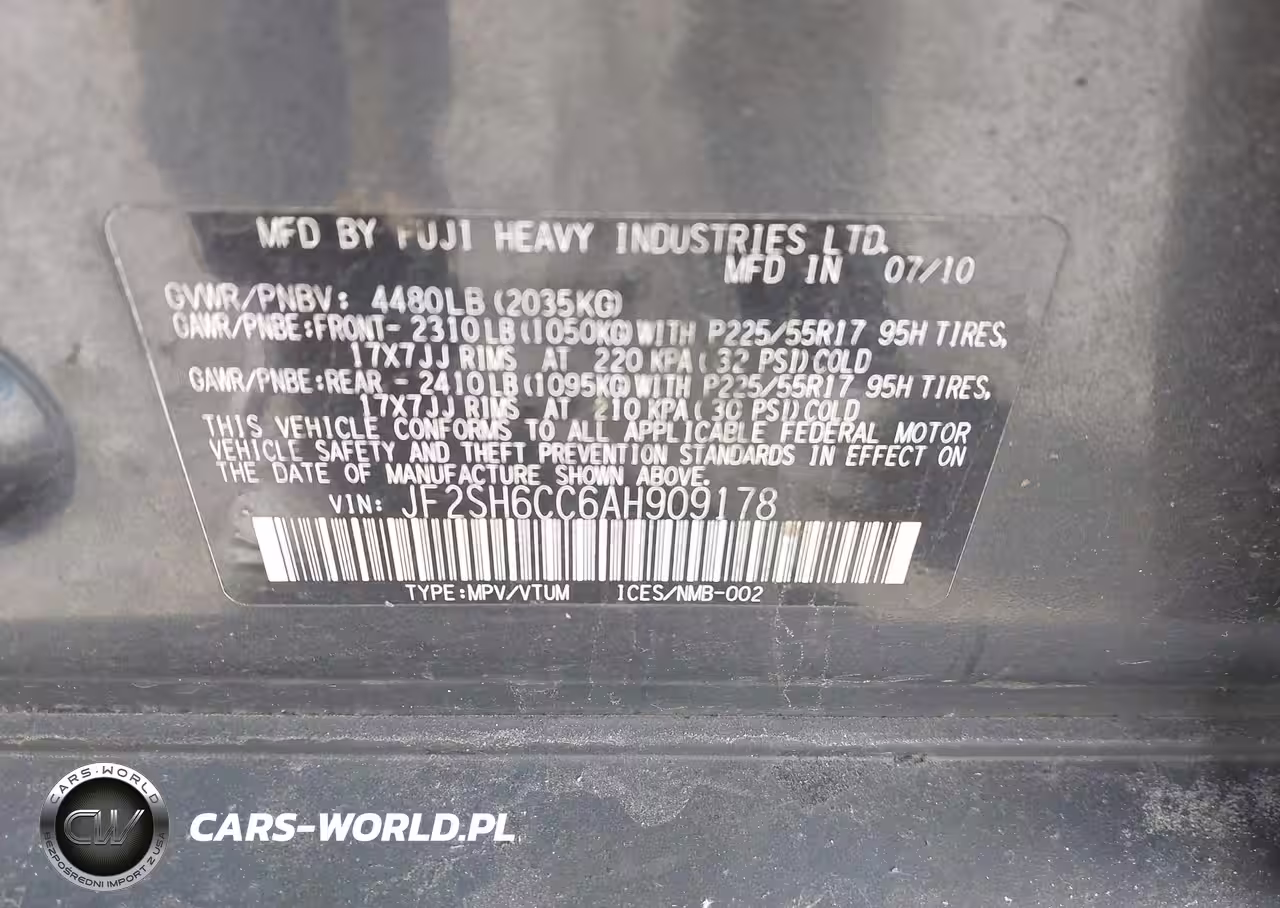 MFD BY FUJI HEAVY INDUSTRIES LTD.
MFD IN 07/10
GVWR/PNBV: 4480LB (2035KG)
GAWR/PNBE:FRONT- 2310LB (1050KG) WITH P225/55R17 95H TIRES,
17X7JJ RIMS AT 220 KPA ( 32 PSI) COLD
GAWR/PNBE:REAR - 2410LB (1095KG) WITH P225/55R17 95H TIRES,
17X7JJ RIMS AT 210 KPA ( 30 PSI) COLD
THIS VEHICLE CONFORMS TO ALL APPLICABLE FEDERAL MOTOR
VEHICLE SAFETY AND THEFT PREVENTION STANDARDS IN EFFECT ON
THE DATE OF MANUFACTURE SHOWN ABOVE.
VIN: JF2SH6CC6AH909178
TYPE:MPV/VTUM ICES/NMB-002
CARS-WORLD
CW
BEZPOŚREDNI IMPORT Z USA
CARS-WORLD.PL